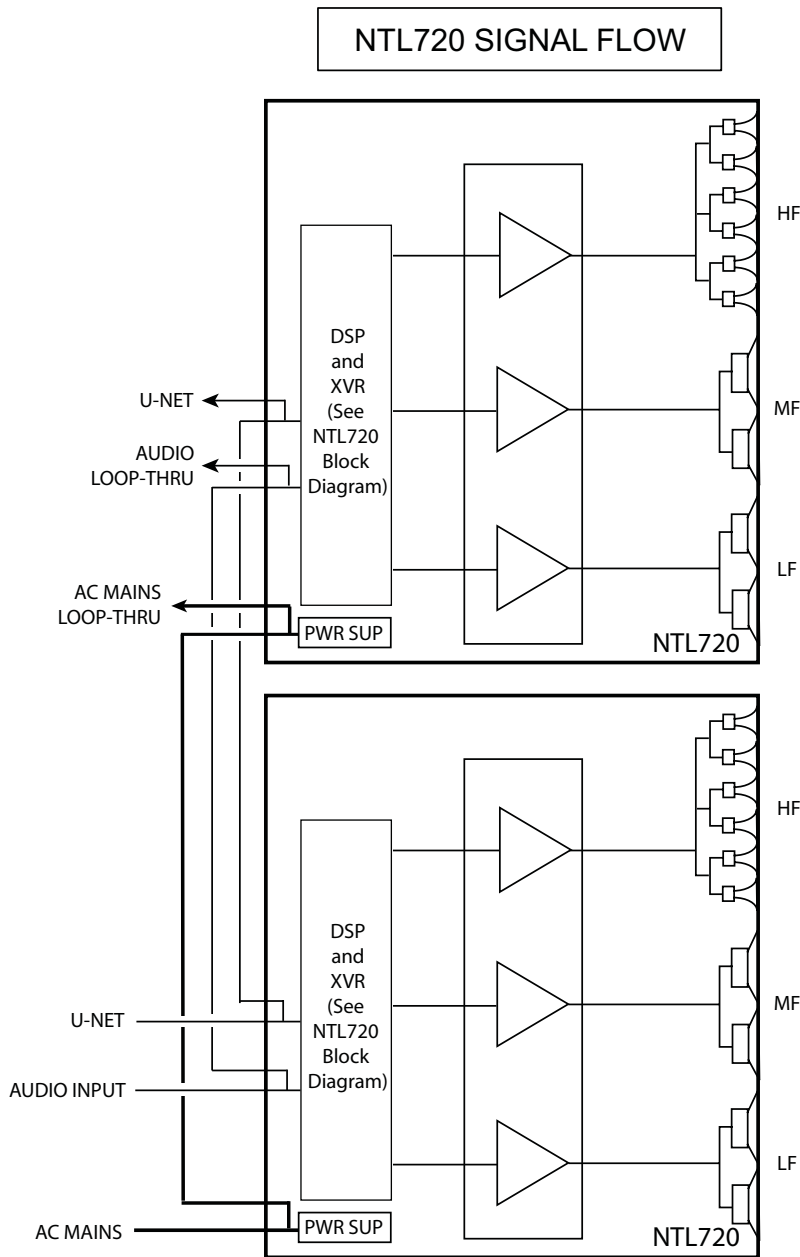 NTL720 SIGNAL FLOW
HF
DSP
and
XVR
(See
NTL720
Block
Diagram)
U-NET
MF
AUDIO
LOOP-THRU
LF
AC MAINS
LOOP-THRU
PWR SUP
NTL720
HF
DSP
and
XVR
(See
NTL720
Block
Diagram)
MF
U-NET
AUDIO INPUT
LF
AC MAINS
PWR SUP
NTL720